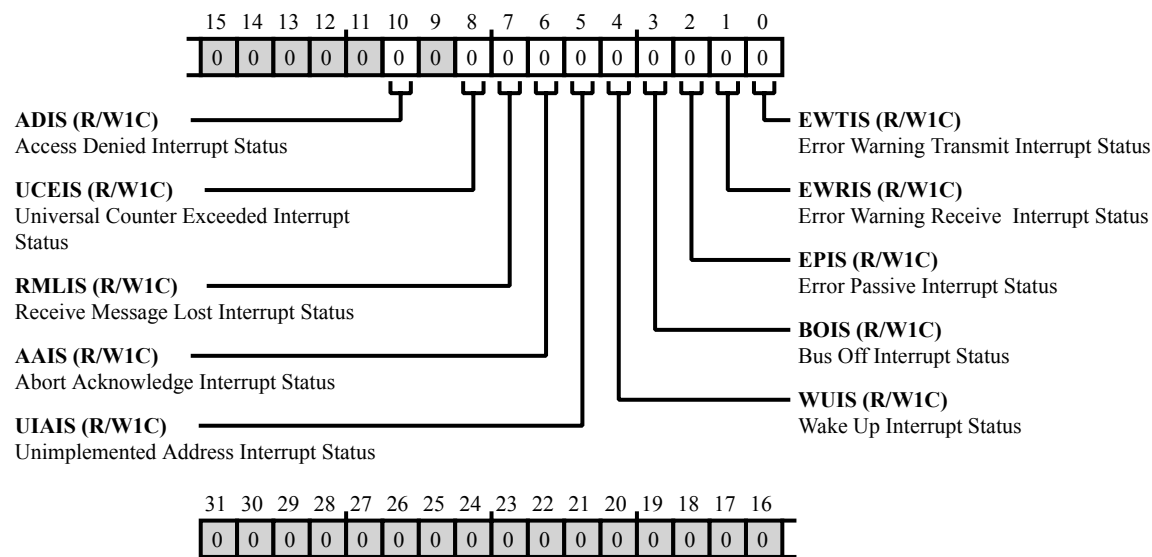 15 14 13 12 11 10 9 8 7 6 5 4 3 2 1 0
0 0 0 0 0 0 0 0 0 0 0 0 0 0 0 0
ADIS (R/W1C)
Access Denied Interrupt Status
UCEIS (R/W1C)
Universal Counter Exceeded Interrupt
Status
RMLIS (R/W1C)
Receive Message Lost Interrupt Status
AAIS (R/W1C)
Abort Acknowledge Interrupt Status
UIAIS (R/W1C)
Unimplemented Address Interrupt Status
EWTIS (R/W1C)
Error Warning Transmit Interrupt Status
EWRIS (R/W1C)
Error Warning Receive Interrupt Status
EPIS (R/W1C)
Error Passive Interrupt Status
BOIS (R/W1C)
Bus Off Interrupt Status
WUIS (R/W1C)
Wake Up Interrupt Status
31 30 29 28 27 26 25 24 23 22 21 20 19 18 17 16
0 0 0 0 0 0 0 0 0 0 0 0 0 0 0 0